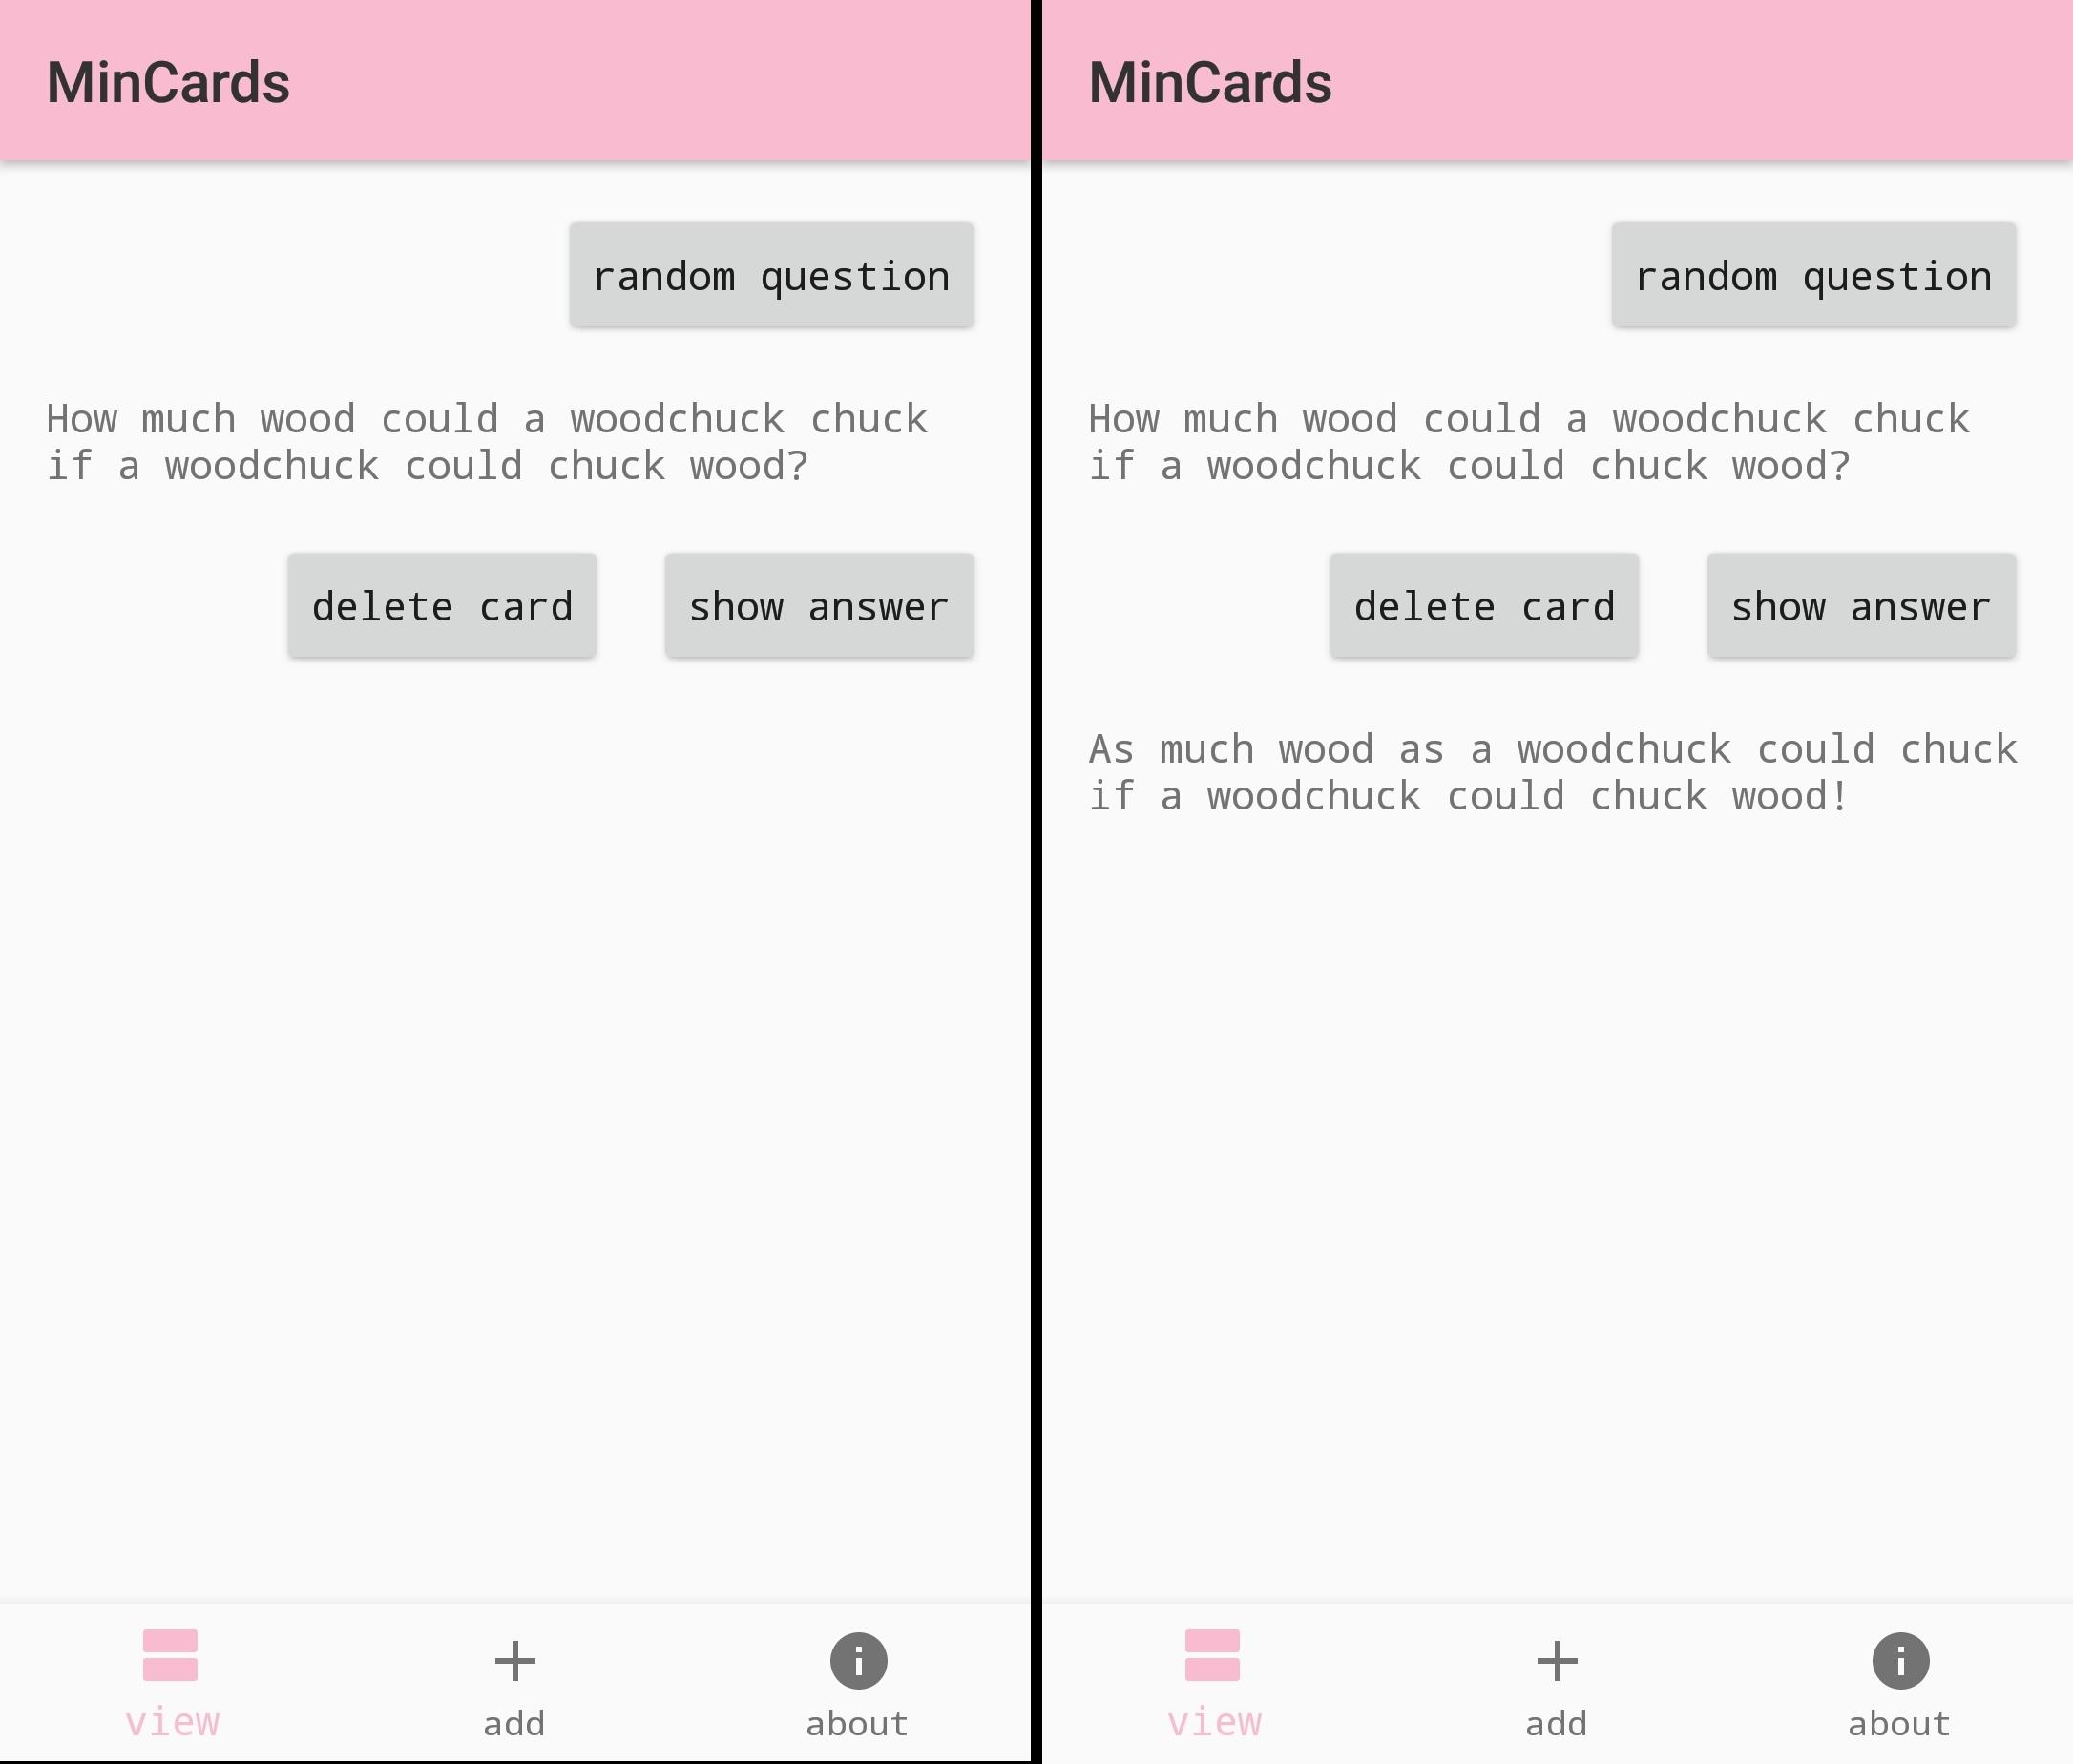 MinCards
random question
How much wood could a woodchuck chuck
if a woodchuck could chuck wood?
delete card
show answer
view
add
about
MinCards
random question
How much wood could a woodchuck chuck
if a woodchuck could chuck wood?
delete card
show answer
As much wood as a woodchuck could chuck
if a woodchuck could chuck wood!
view
add
about